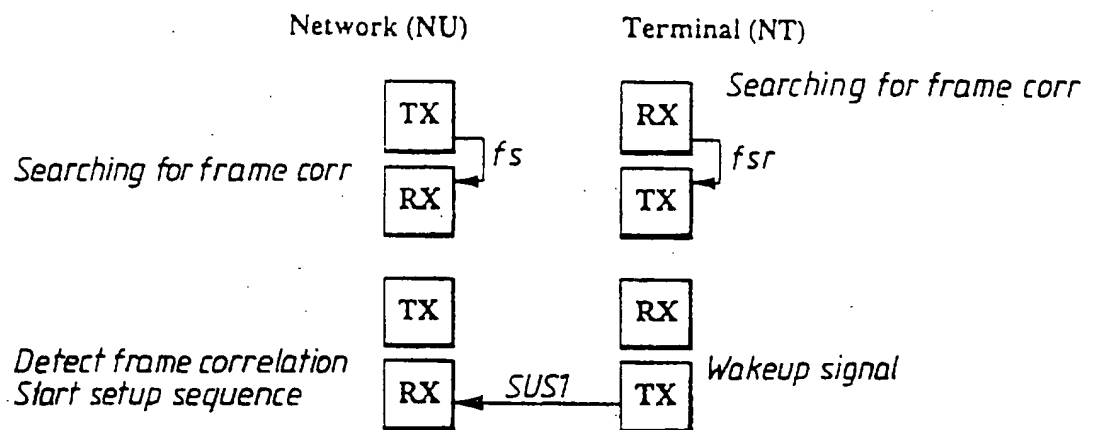 Network (NU) Terminal (NT)
Searching for frame corr
TX RX
fs fsr
Searching for frame corr
RX TX
TX RX
Detect frame correlation
Start setup sequence
Wakeup signal
RX SUS1 TX